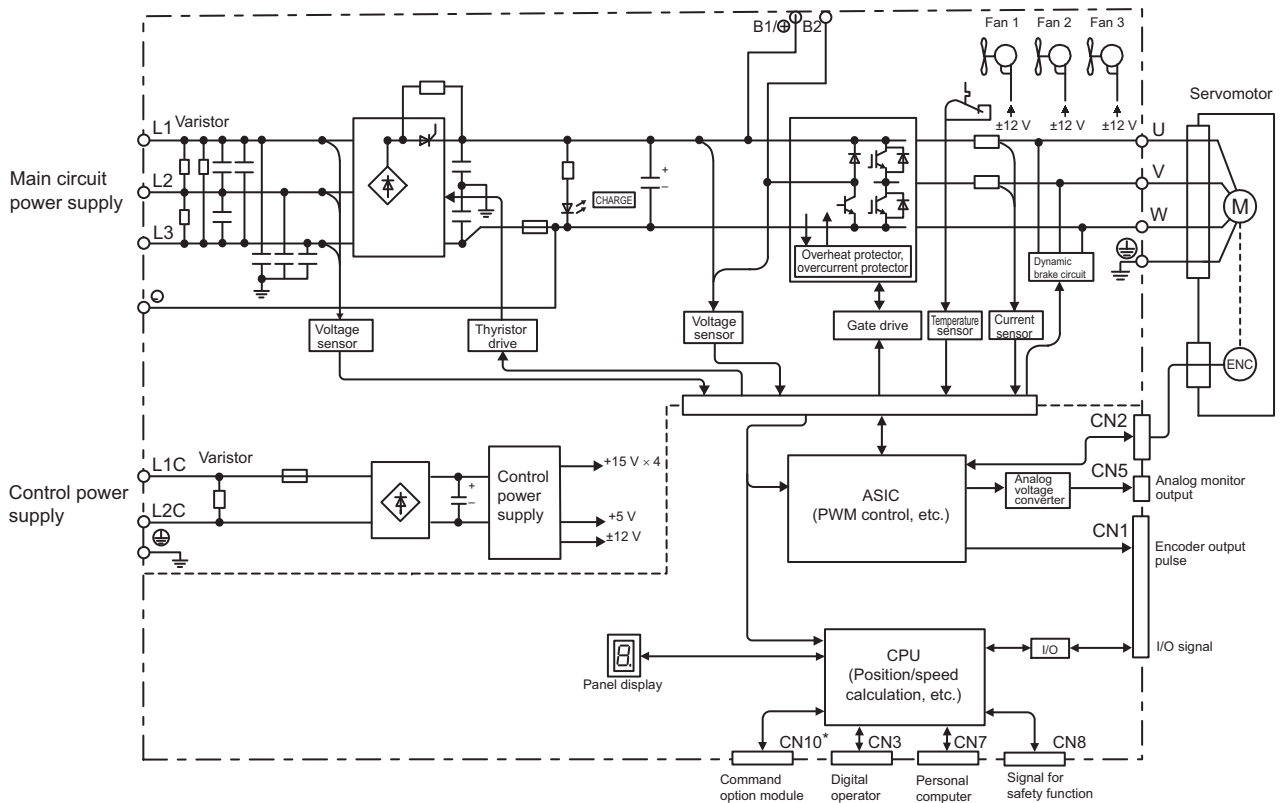 B1/⊕ B2
Fan 1 Fan 2 Fan 3
±12 V ±12 V ±12 V
Servomotor
L1 Varistor
U
Main circuit
power supply
L2
V
CHARGE
W
M
L3
Overheat protector,
overcurrent protector
Dynamic
brake circuit
⊖
Voltage
sensor
Thyristor
drive
Voltage
sensor
Gate drive
Temperature
sensor
Current
sensor
ENC
CN2
L1C Varistor
Control power
supply
L2C
+ –
Control
power
supply
+15 V × 4
+5 V
±12 V
ASIC
(PWM control, etc.)
Analog
voltage
converter
CN5
Analog monitor
output
CN1
Encoder output
pulse
8.
Panel display
CPU
(Position/speed
calculation, etc.)
I/O
I/O signal
CN10* CN3 CN7 CN8
Command
option module
Digital
operator
Personal
computer
Signal for
safety function